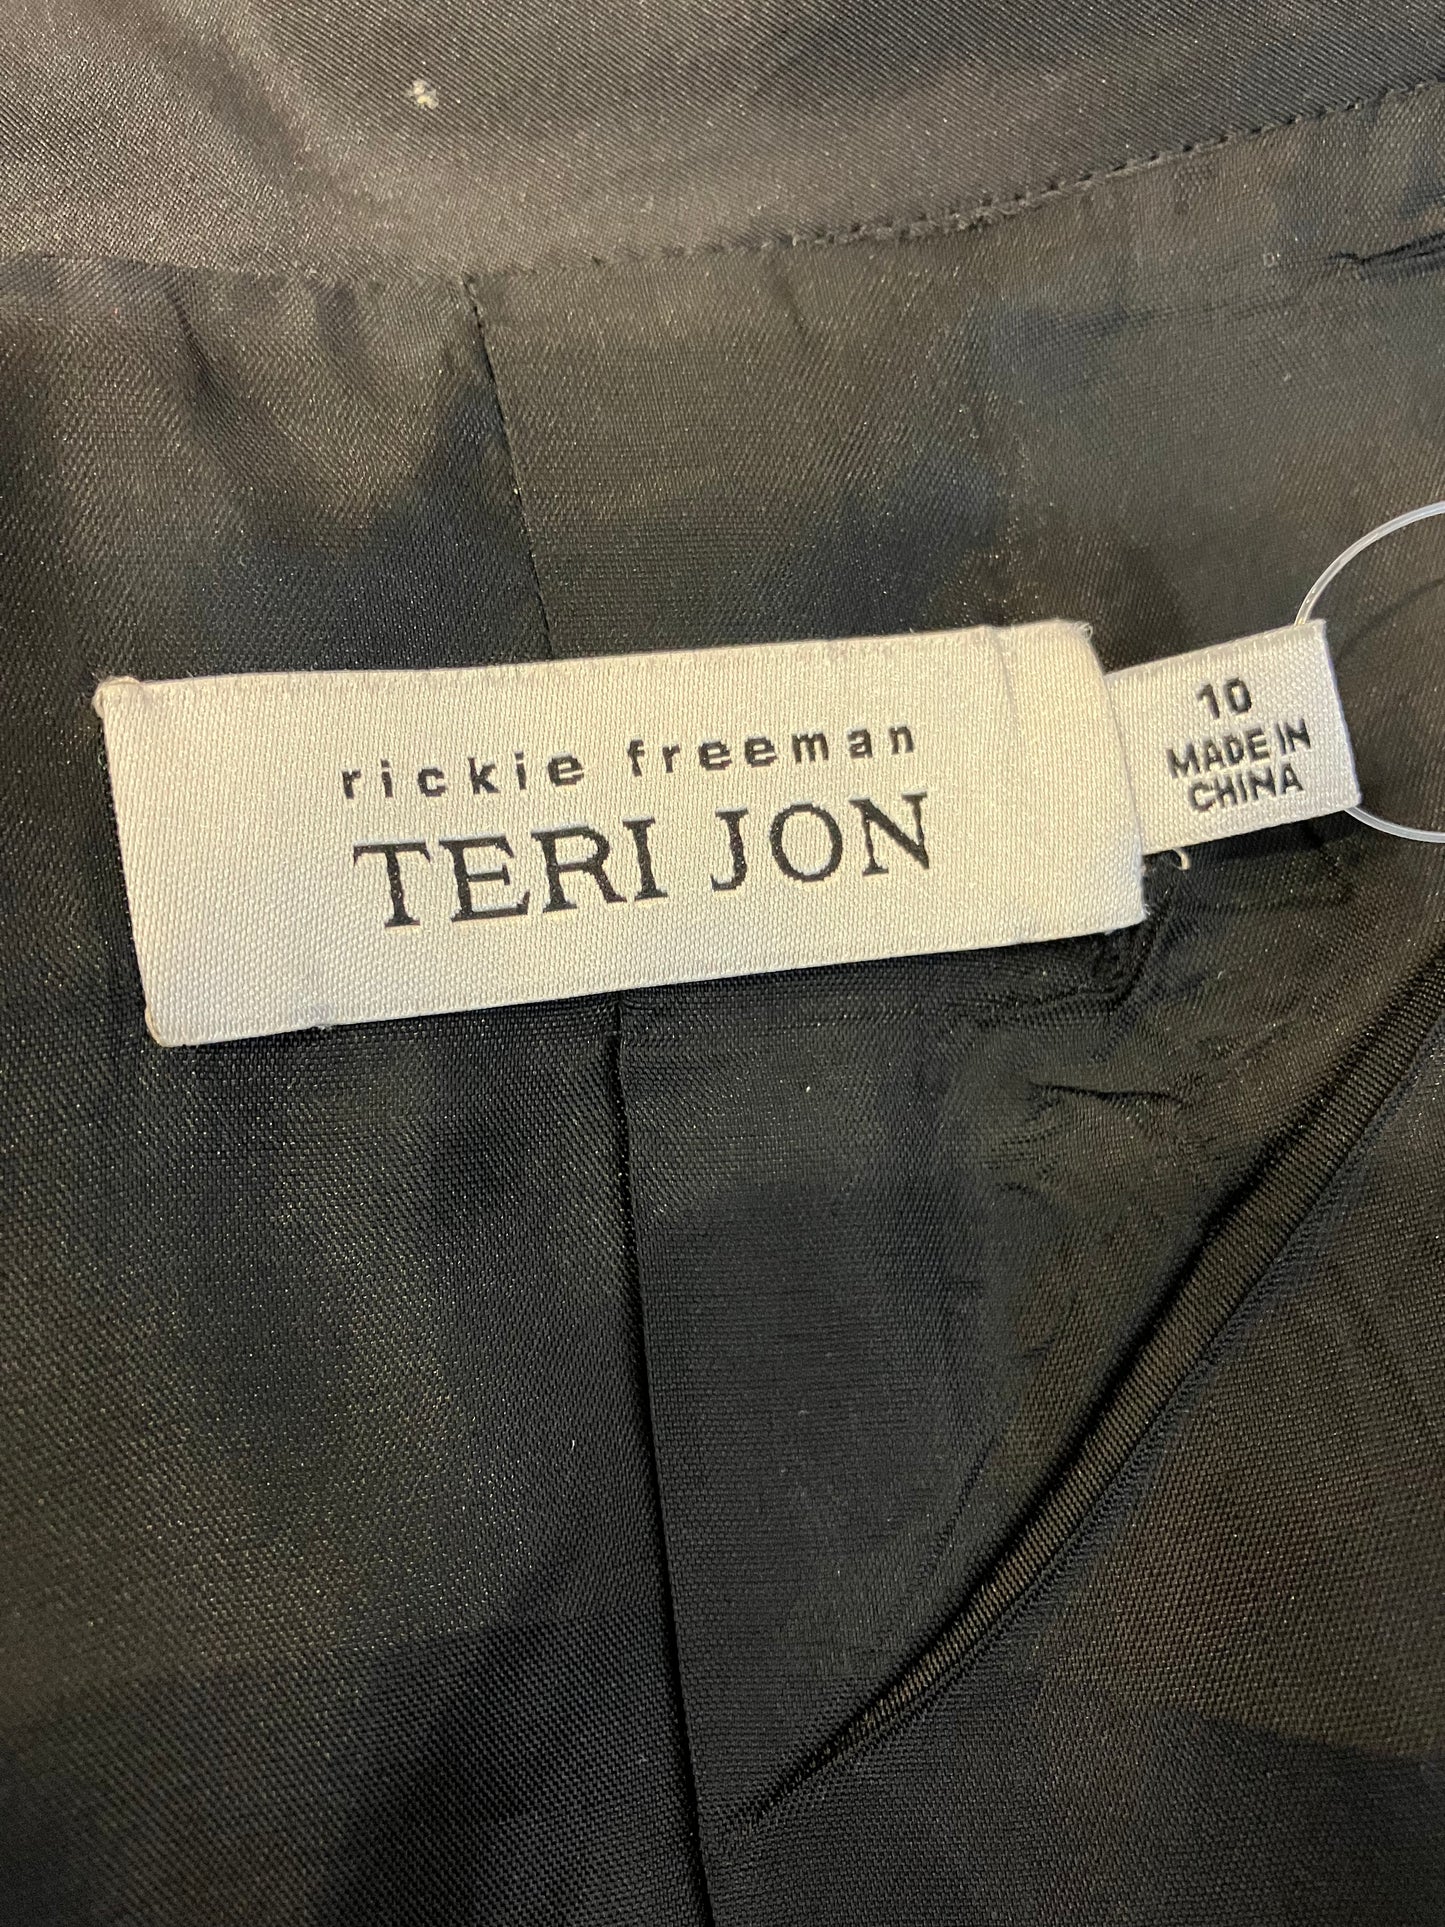 rickie freeman
TERI JON
10
MADE IN
CHINA